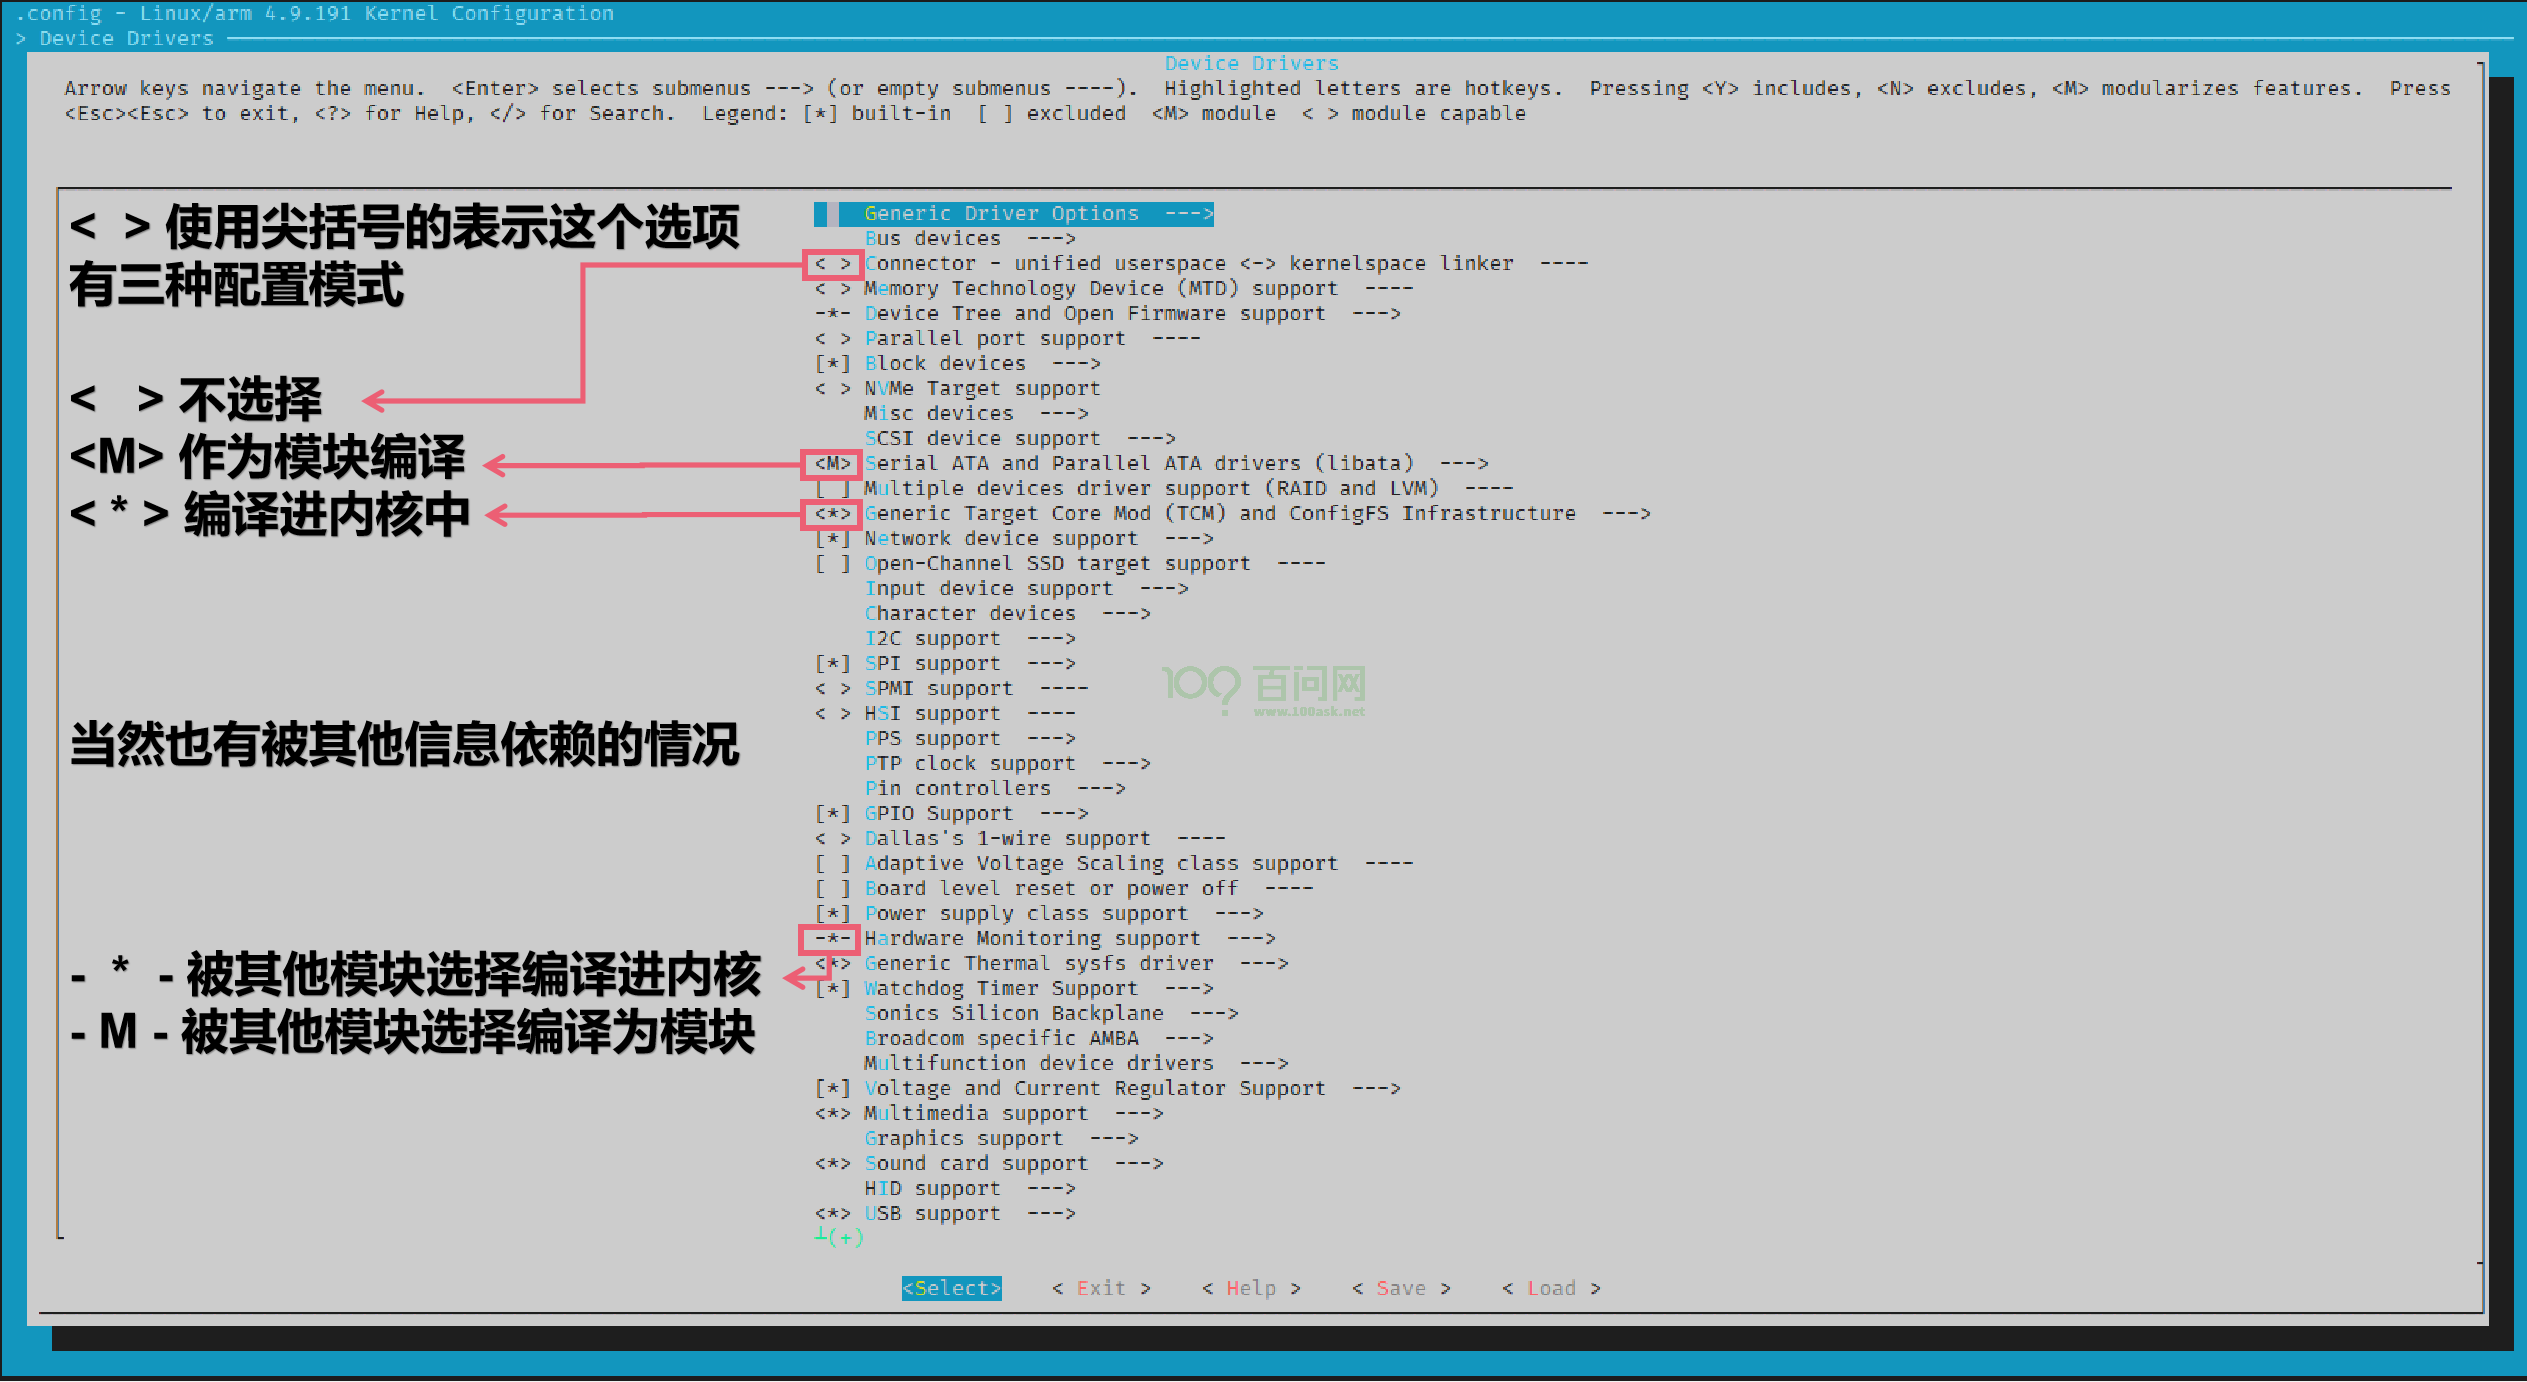 .config - Linux/arm 4.9.191 Kernel Configuration
> Device Drivers
Device Drivers
Arrow keys navigate the menu.  <Enter> selects submenus ---> (or empty submenus ----).  Highlighted letters are hotkeys.  Pressing <Y> includes, <N> excludes, <M> modularizes features.  Press
<Esc><Esc> to exit, <?> for Help, </> for Search.  Legend: [*] built-in  [ ] excluded  <M> module  < > module capable
< > 使用尖括号的表示这个选项
有三种配置模式
< > 不选择
<M> 作为模块编译
< * > 编译进内核中
当然也有被其他信息依赖的情况
- * - 被其他模块选择编译进内核
- M - 被其他模块选择编译为模块
Generic Driver Options  --->
Bus devices  --->
< > Connector - unified userspace <-> kernelspace linker  ----
< > Memory Technology Device (MTD) support  ----
-*- Device Tree and Open Firmware support  --->
< > Parallel port support  ----
[*] Block devices  --->
< > NVMe Target support
Misc devices  --->
SCSI device support  --->
<M> Serial ATA and Parallel ATA drivers (libata)  --->
[ ] Multiple devices driver support (RAID and LVM)  ----
<*> Generic Target Core Mod (TCM) and ConfigFS Infrastructure  --->
[*] Network device support  --->
[ ] Open-Channel SSD target support  ----
Input device support  --->
Character devices  --->
I2C support  --->
[*] SPI support  --->
< > SPMI support  ----
< > HSI support  ----
PPS support  --->
PTP clock support  --->
Pin controllers  --->
[*] GPIO Support  --->
< > Dallas's 1-wire support  ----
[ ] Adaptive Voltage Scaling class support  ----
[ ] Board level reset or power off  ----
[*] Power supply class support  --->
-*- Hardware Monitoring support  --->
<*> Generic Thermal sysfs driver  --->
[*] Watchdog Timer Support  --->
Sonics Silicon Backplane  --->
Broadcom specific AMBA  --->
Multifunction device drivers  --->
[*] Voltage and Current Regulator Support  --->
<*> Multimedia support  --->
Graphics support  --->
<*> Sound card support  --->
HID support  --->
<*> USB support  --->
┴(+)
百问网
www.100ask.net
<Select>    < Exit >    < Help >    < Save >    < Load >